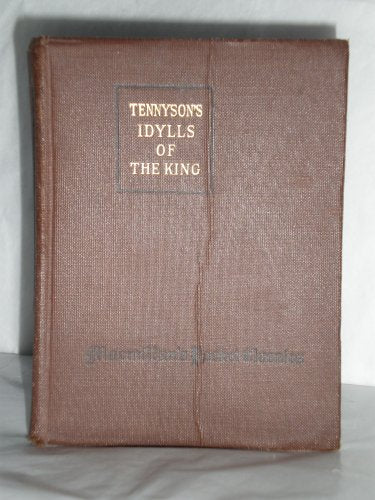 TENNYSON'S
IDYLLS
OF
THE KING
Macmillan's Pocket Classics